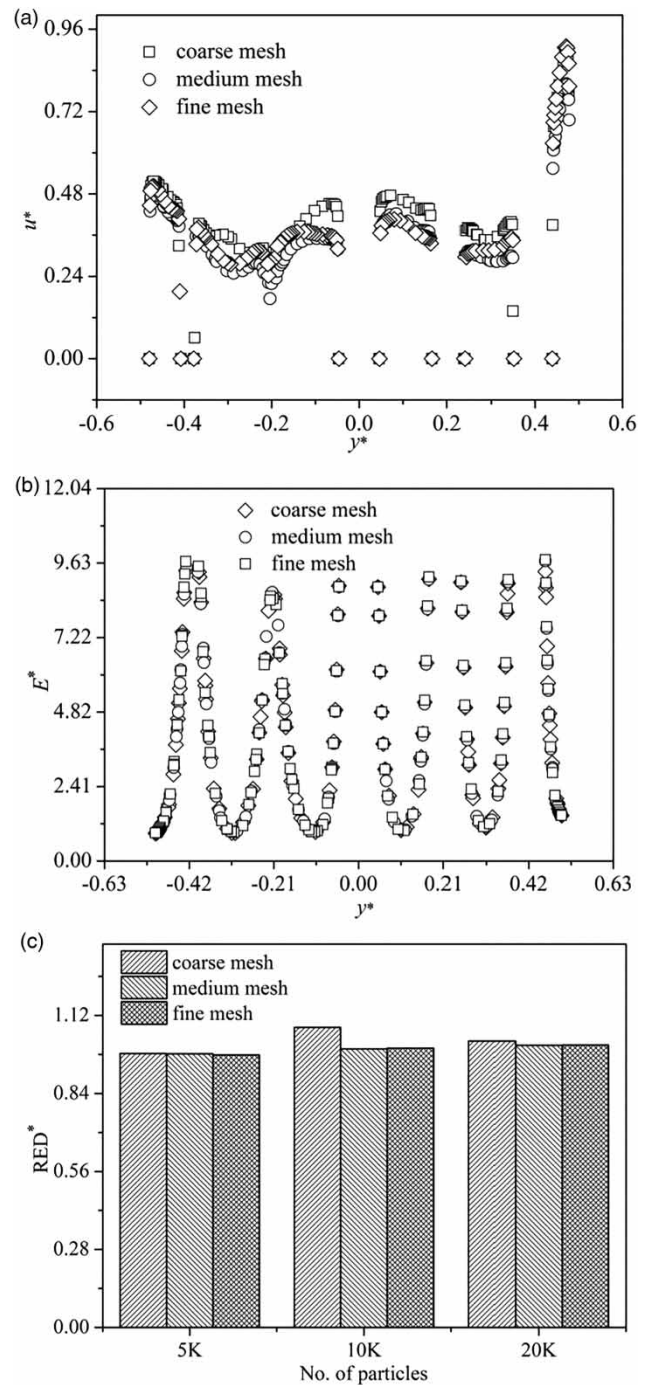 (a)
0.96
0.72
0.48
0.24
0.00
u*
coarse mesh
medium mesh
fine mesh
-0.6 -0.4 -0.2 0.0 0.2 0.4 0.6
y*
(b)
12.04
9.63
7.22
4.82
2.41
0.00
E*
coarse mesh
medium mesh
fine mesh
-0.63 -0.42 -0.21 0.00 0.21 0.42 0.63
y*
(c)
coarse mesh
medium mesh
fine mesh
1.12
0.84
0.56
0.28
0.00
RED*
5K 10K 20K
No. of particles